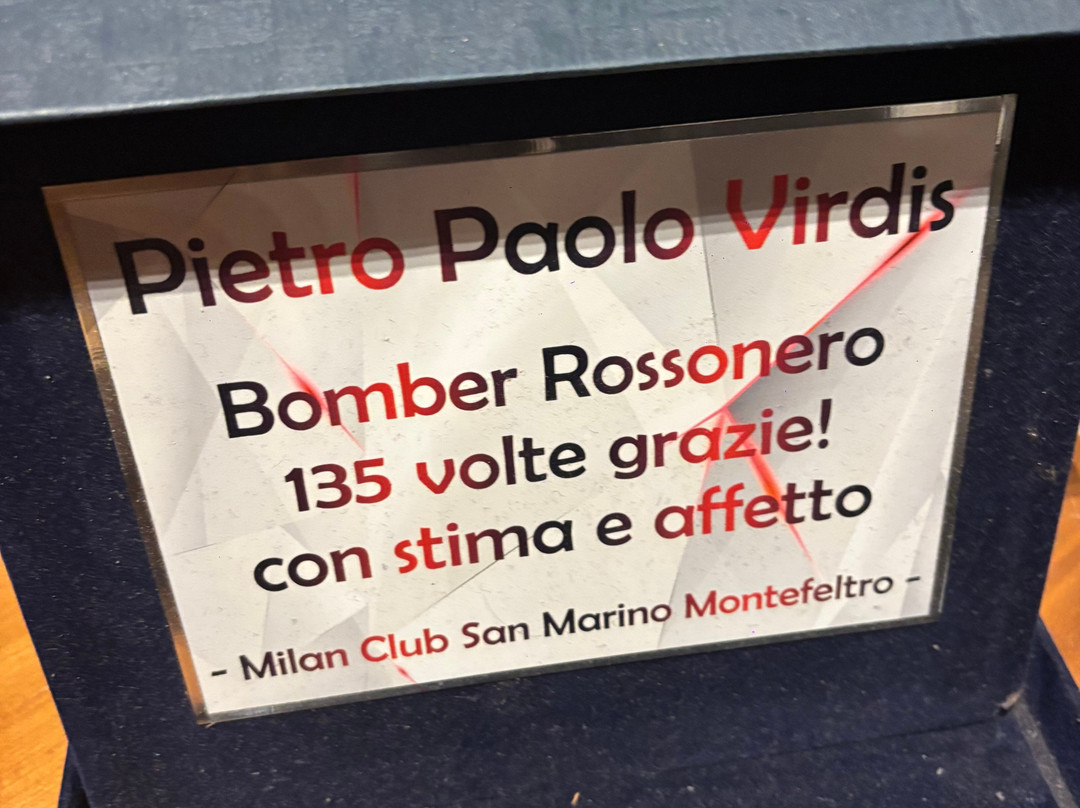 Pietro Paolo Virdis
Bomber Rossonero
135 volte grazie!
con stima e affetto
- Milan Club San Marino Montefeltro -